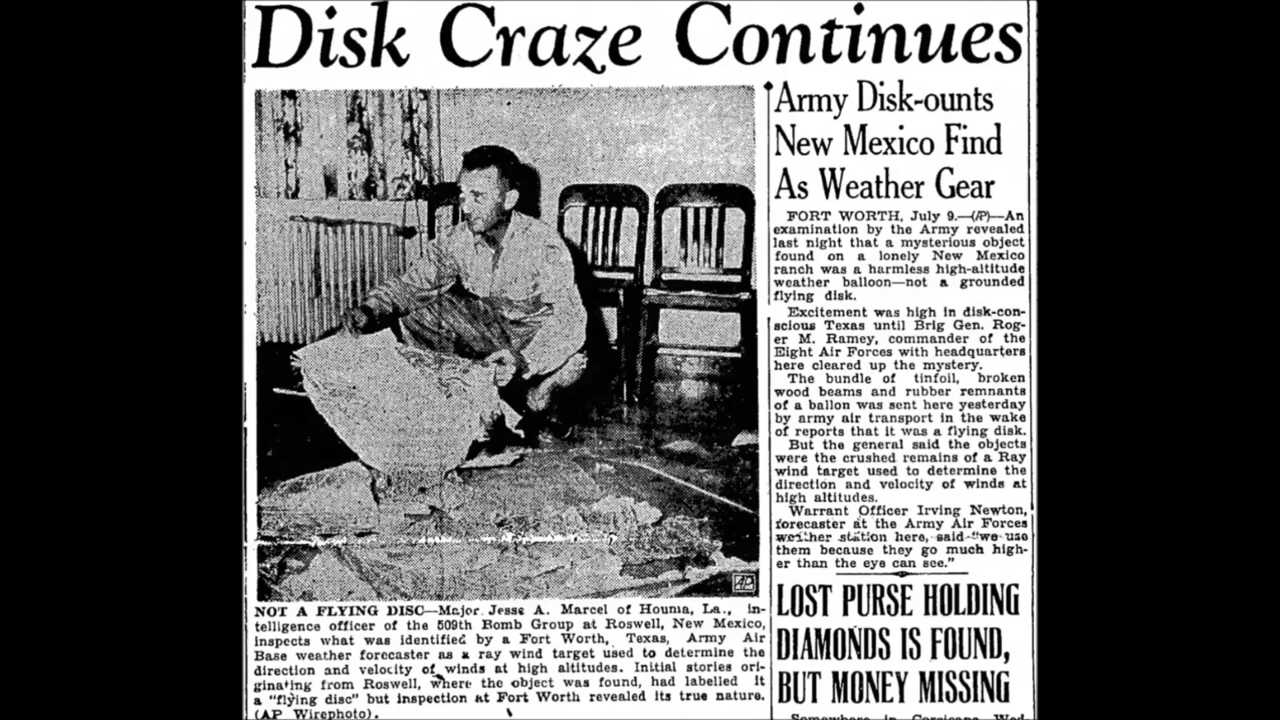 Disk Craze Continues
Army Disk-ounts
New Mexico Find
As Weather Gear
FORT WORTH, July 9.—(AP)—An
examination by the Army revealed
last night that a mysterious object
found on a lonely New Mexico
ranch was a harmless high-altitude
weather balloon—not a grounded
flying disk.
Excitement was high in disk-con-
scious Texas until Brig Gen. Rog-
er M. Ramey, commander of the
Eight Air Forces with headquarters
here cleared up the mystery.
The bundle of tinfoil, broken
wood beams and rubber remnants
of a ballon was sent here yesterday
by army air transport in the wake
of reports that it was a flying disk.
But the general said the objects
were the crushed remains of a Ray
wind target used to determine the
direction and velocity of winds at
high altitudes.
Warrant Officer Irving Newton,
forecaster at the Army Air Forces
weather station here, said "we use
them because they go much high-
er than the eye can see."
LOST PURSE HOLDING
DIAMONDS IS FOUND,
BUT MONEY MISSING
Somewhere in Corsicana Wed
AP
NOT A FLYING DISC—Major Jesse A. Marcel of Houma, La., in-
telligence officer of the 509th Bomb Group at Roswell, New Mexico,
inspects what was identified by a Fort Worth, Texas, Army Air
Base weather forecaster as a ray wind target used to determine the
direction and velocity of winds at high altitudes. Initial stories ori-
ginating from Roswell, where the object was found, had labelled it
a "flying disc" but inspection at Fort Worth revealed its true nature.
(AP Wirephoto).